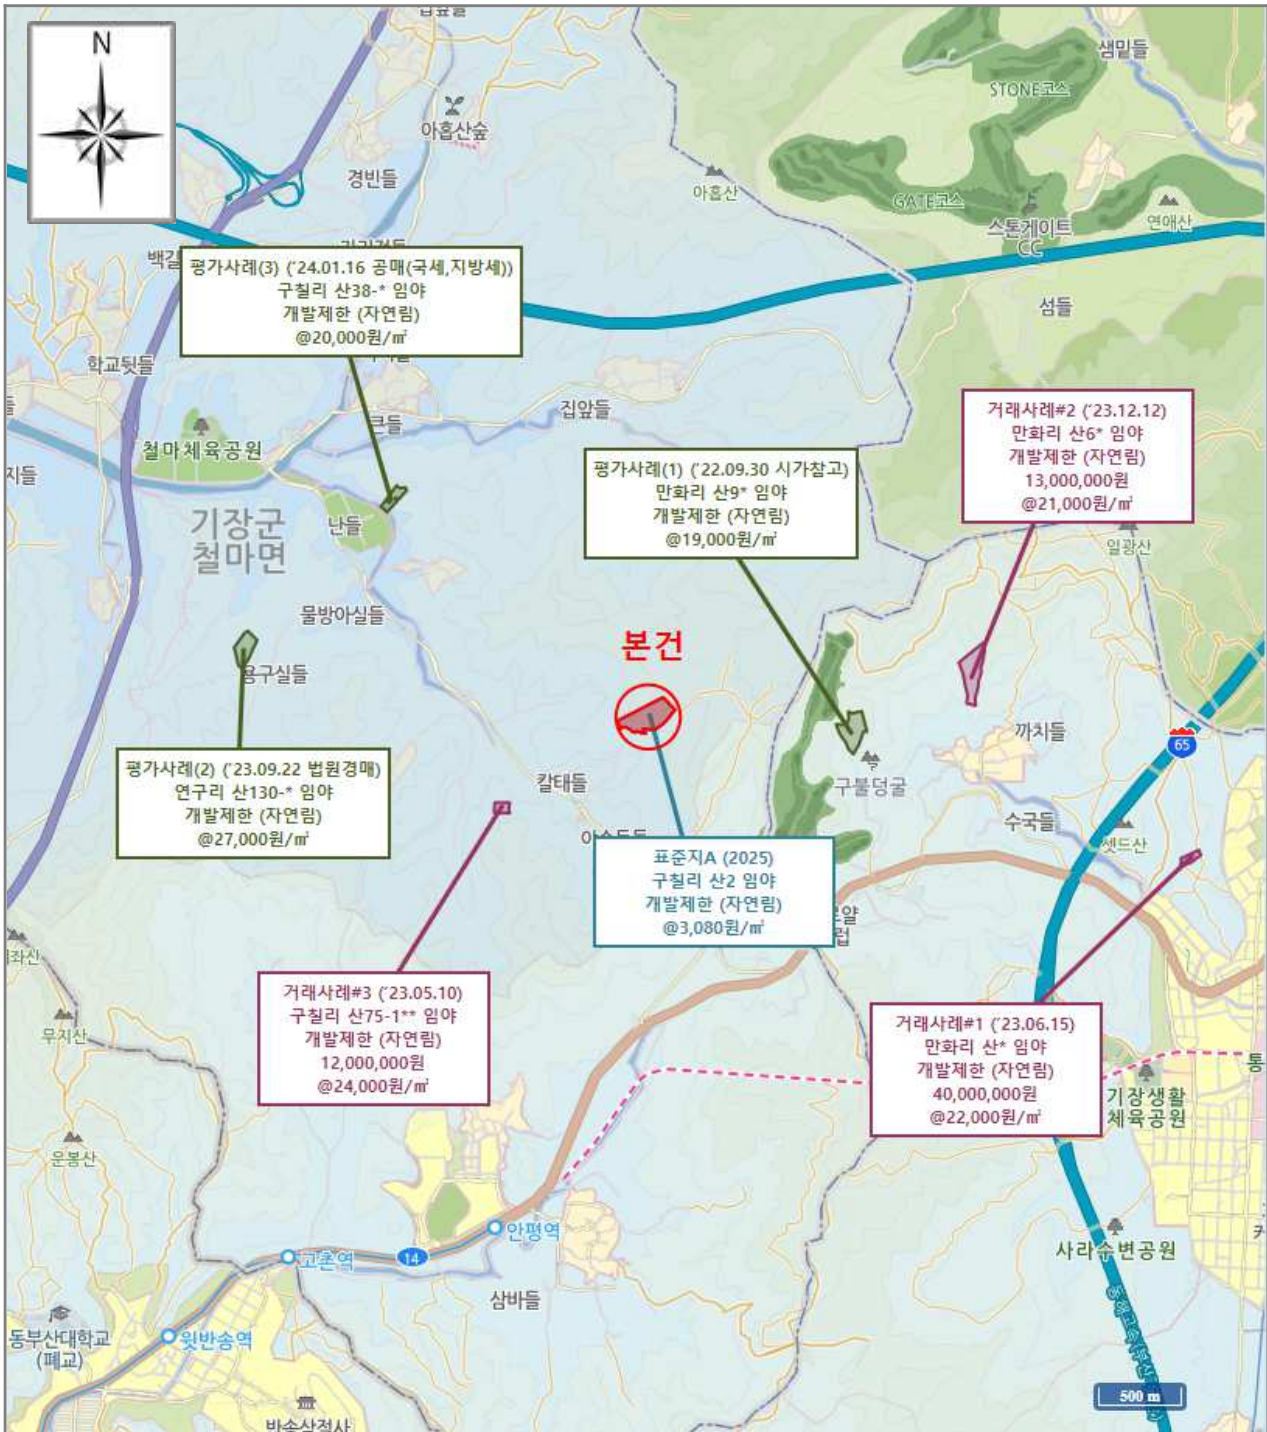 N
샘밑들
STONE코스
아홉산숲
경빈들
아홉산
GATE코스
스톤게이트
CC
연애산
평가사례(3) ('24.01.16 공매(국세,지방세))
구칠리 산38-* 임야
개발제한 (자연림)
@20,000원/㎡
섬들
학교뒷들
집앞들
큰들
철마체육공원
지들
거래사례#2 ('23.12.12)
만화리 산6* 임야
개발제한 (자연림)
13,000,000원
@21,000원/㎡
평가사례(1) ('22.09.30 시가참고)
만화리 산9* 임야
개발제한 (자연림)
@19,000원/㎡
기장군
철마면
난들
일광산
물방아실들
본건
용구실들
까치들
65
평가사례(2) ('23.09.22 법원경매)
연구리 산130-* 임야
개발제한 (자연림)
@27,000원/㎡
칼태들
구불덩굴
수국들
셋드산
표준지A (2025)
구칠리 산2 임야
개발제한 (자연림)
@3,080원/㎡
거래사례#3 ('23.05.10)
구칠리 산75-1** 임야
개발제한 (자연림)
12,000,000원
@24,000원/㎡
무지산
거래사례#1 ('23.06.15)
만화리 산* 임야
개발제한 (자연림)
40,000,000원
@22,000원/㎡
기장생활
체육공원
통
운봉산
안평역
고촌역
14
사라수변공원
삼바들
동부산대학교
(폐교)
윗반송역
500 m